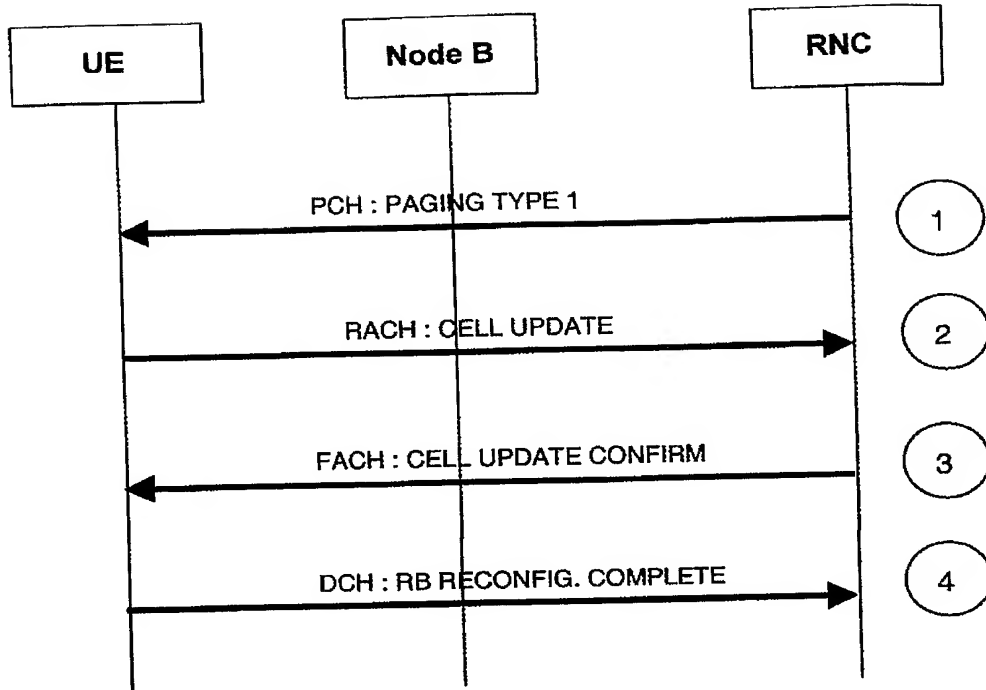 UE
Node B
RNC
PCH : PAGING TYPE 1
1
RACH : CELL UPDATE
2
FACH : CELL UPDATE CONFIRM
3
DCH : RB RECONFIG. COMPLETE
4